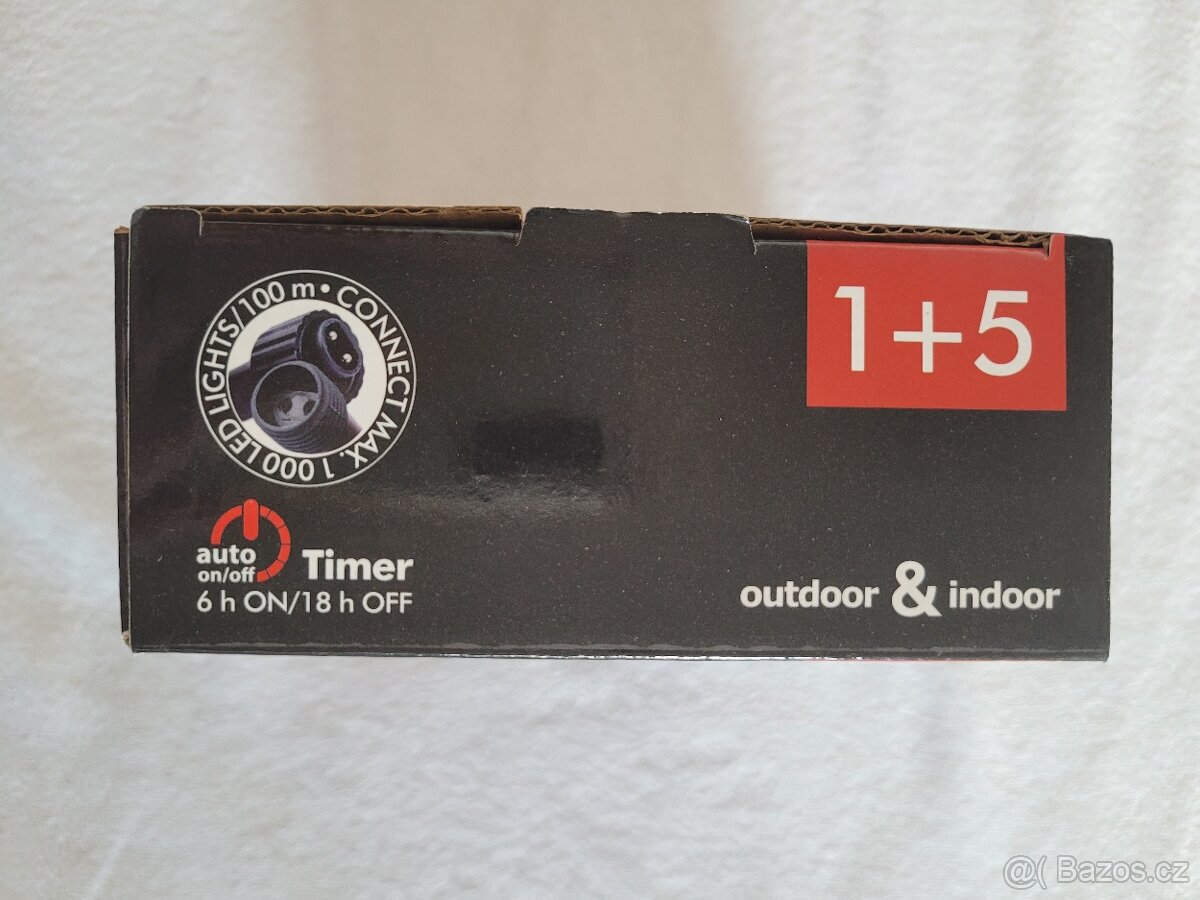 CONNECT MAX. 1 000 LED LIGHTS/100 m •
1+5
auto
on/off
Timer
6 h ON/18 h OFF
outdoor & indoor
@( Bazos.cz